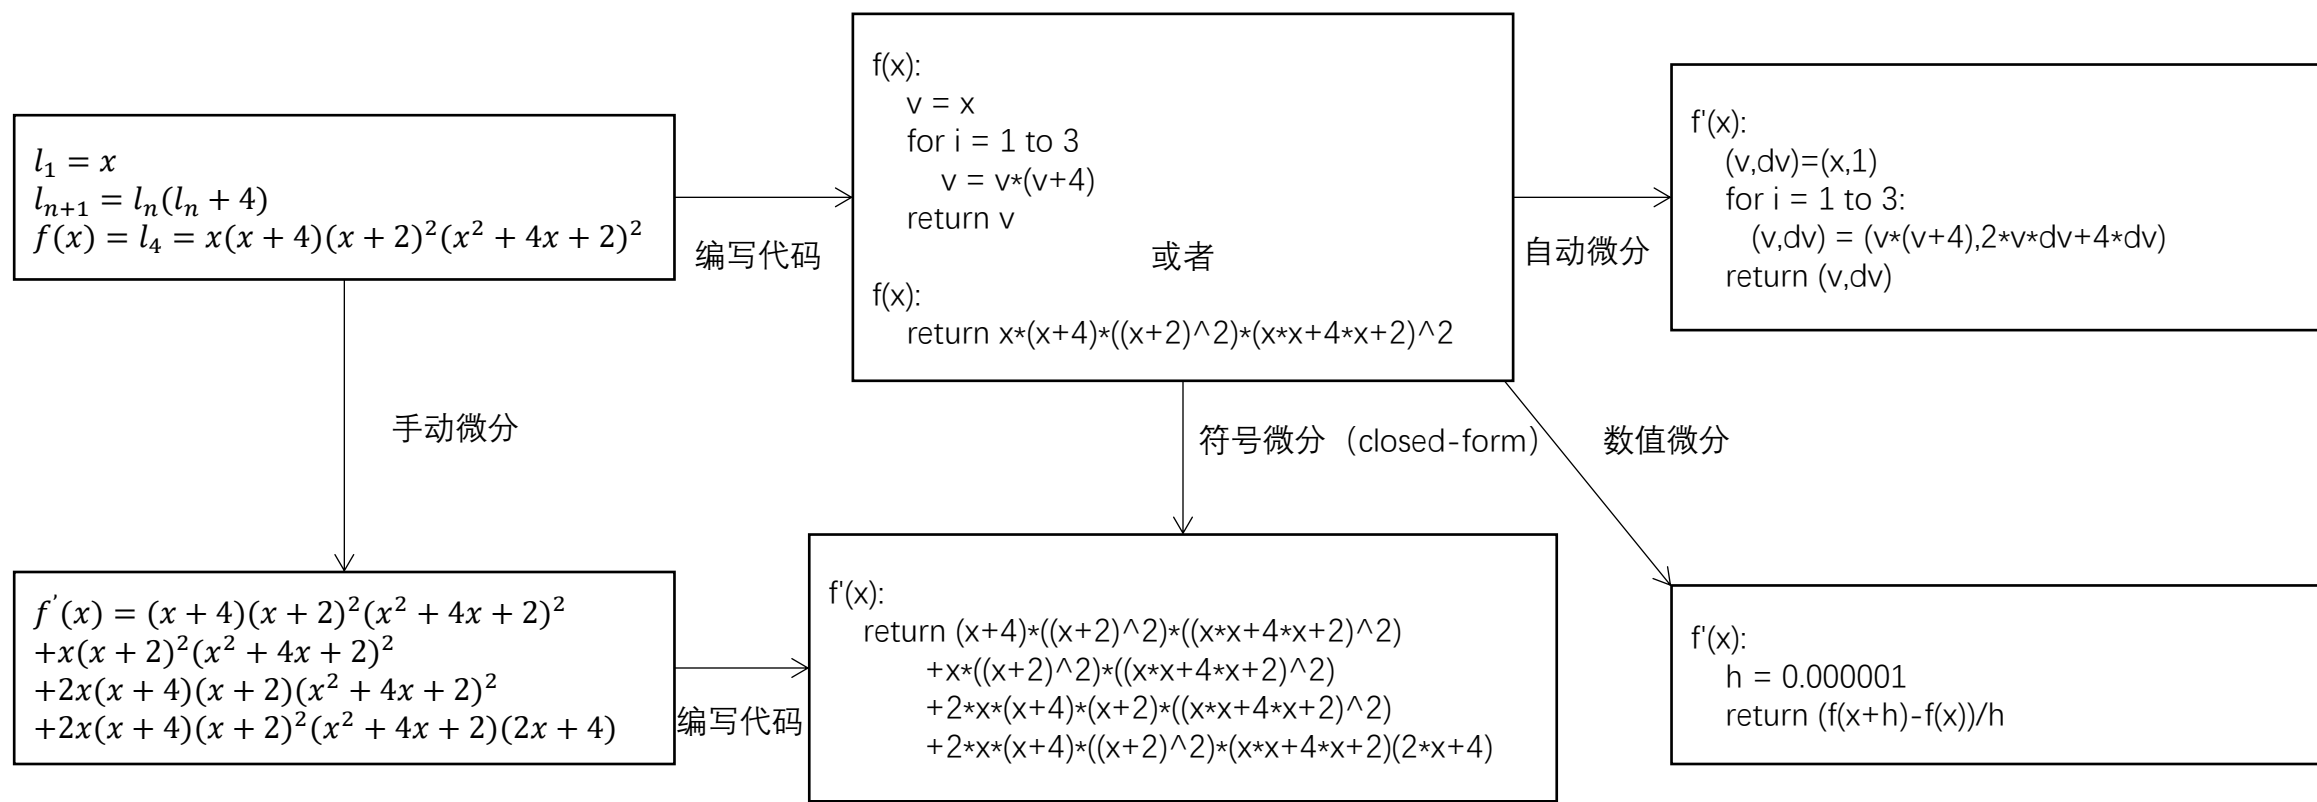 l₁ = x
lₙ₊₁ = lₙ(lₙ + 4)
f(x) = l₄ = x(x + 4)(x + 2)²(x² + 4x + 2)²
编写代码
f(x):
v = x
for i = 1 to 3
v = v*(v+4)
return v
或者
f(x):
return x*(x+4)*((x+2)^2)*(x*x+4*x+2)^2
自动微分
f'(x):
(v,dv)=(x,1)
for i = 1 to 3:
(v,dv) = (v*(v+4),2*v*dv+4*dv)
return (v,dv)
手动微分
符号微分（closed-form）
数值微分
f'(x) = (x + 4)(x + 2)²(x² + 4x + 2)²
+x(x + 2)²(x² + 4x + 2)²
+2x(x + 4)(x + 2)(x² + 4x + 2)²
+2x(x + 4)(x + 2)²(x² + 4x + 2)(2x + 4)
编写代码
f'(x):
return (x+4)*((x+2)^2)*((x*x+4*x+2)^2)
+x*((x+2)^2)*((x*x+4*x+2)^2)
+2*x*(x+4)*(x+2)*((x*x+4*x+2)^2)
+2*x*(x+4)*((x+2)^2)*(x*x+4*x+2)(2*x+4)
f'(x):
h = 0.000001
return (f(x+h)-f(x))/h